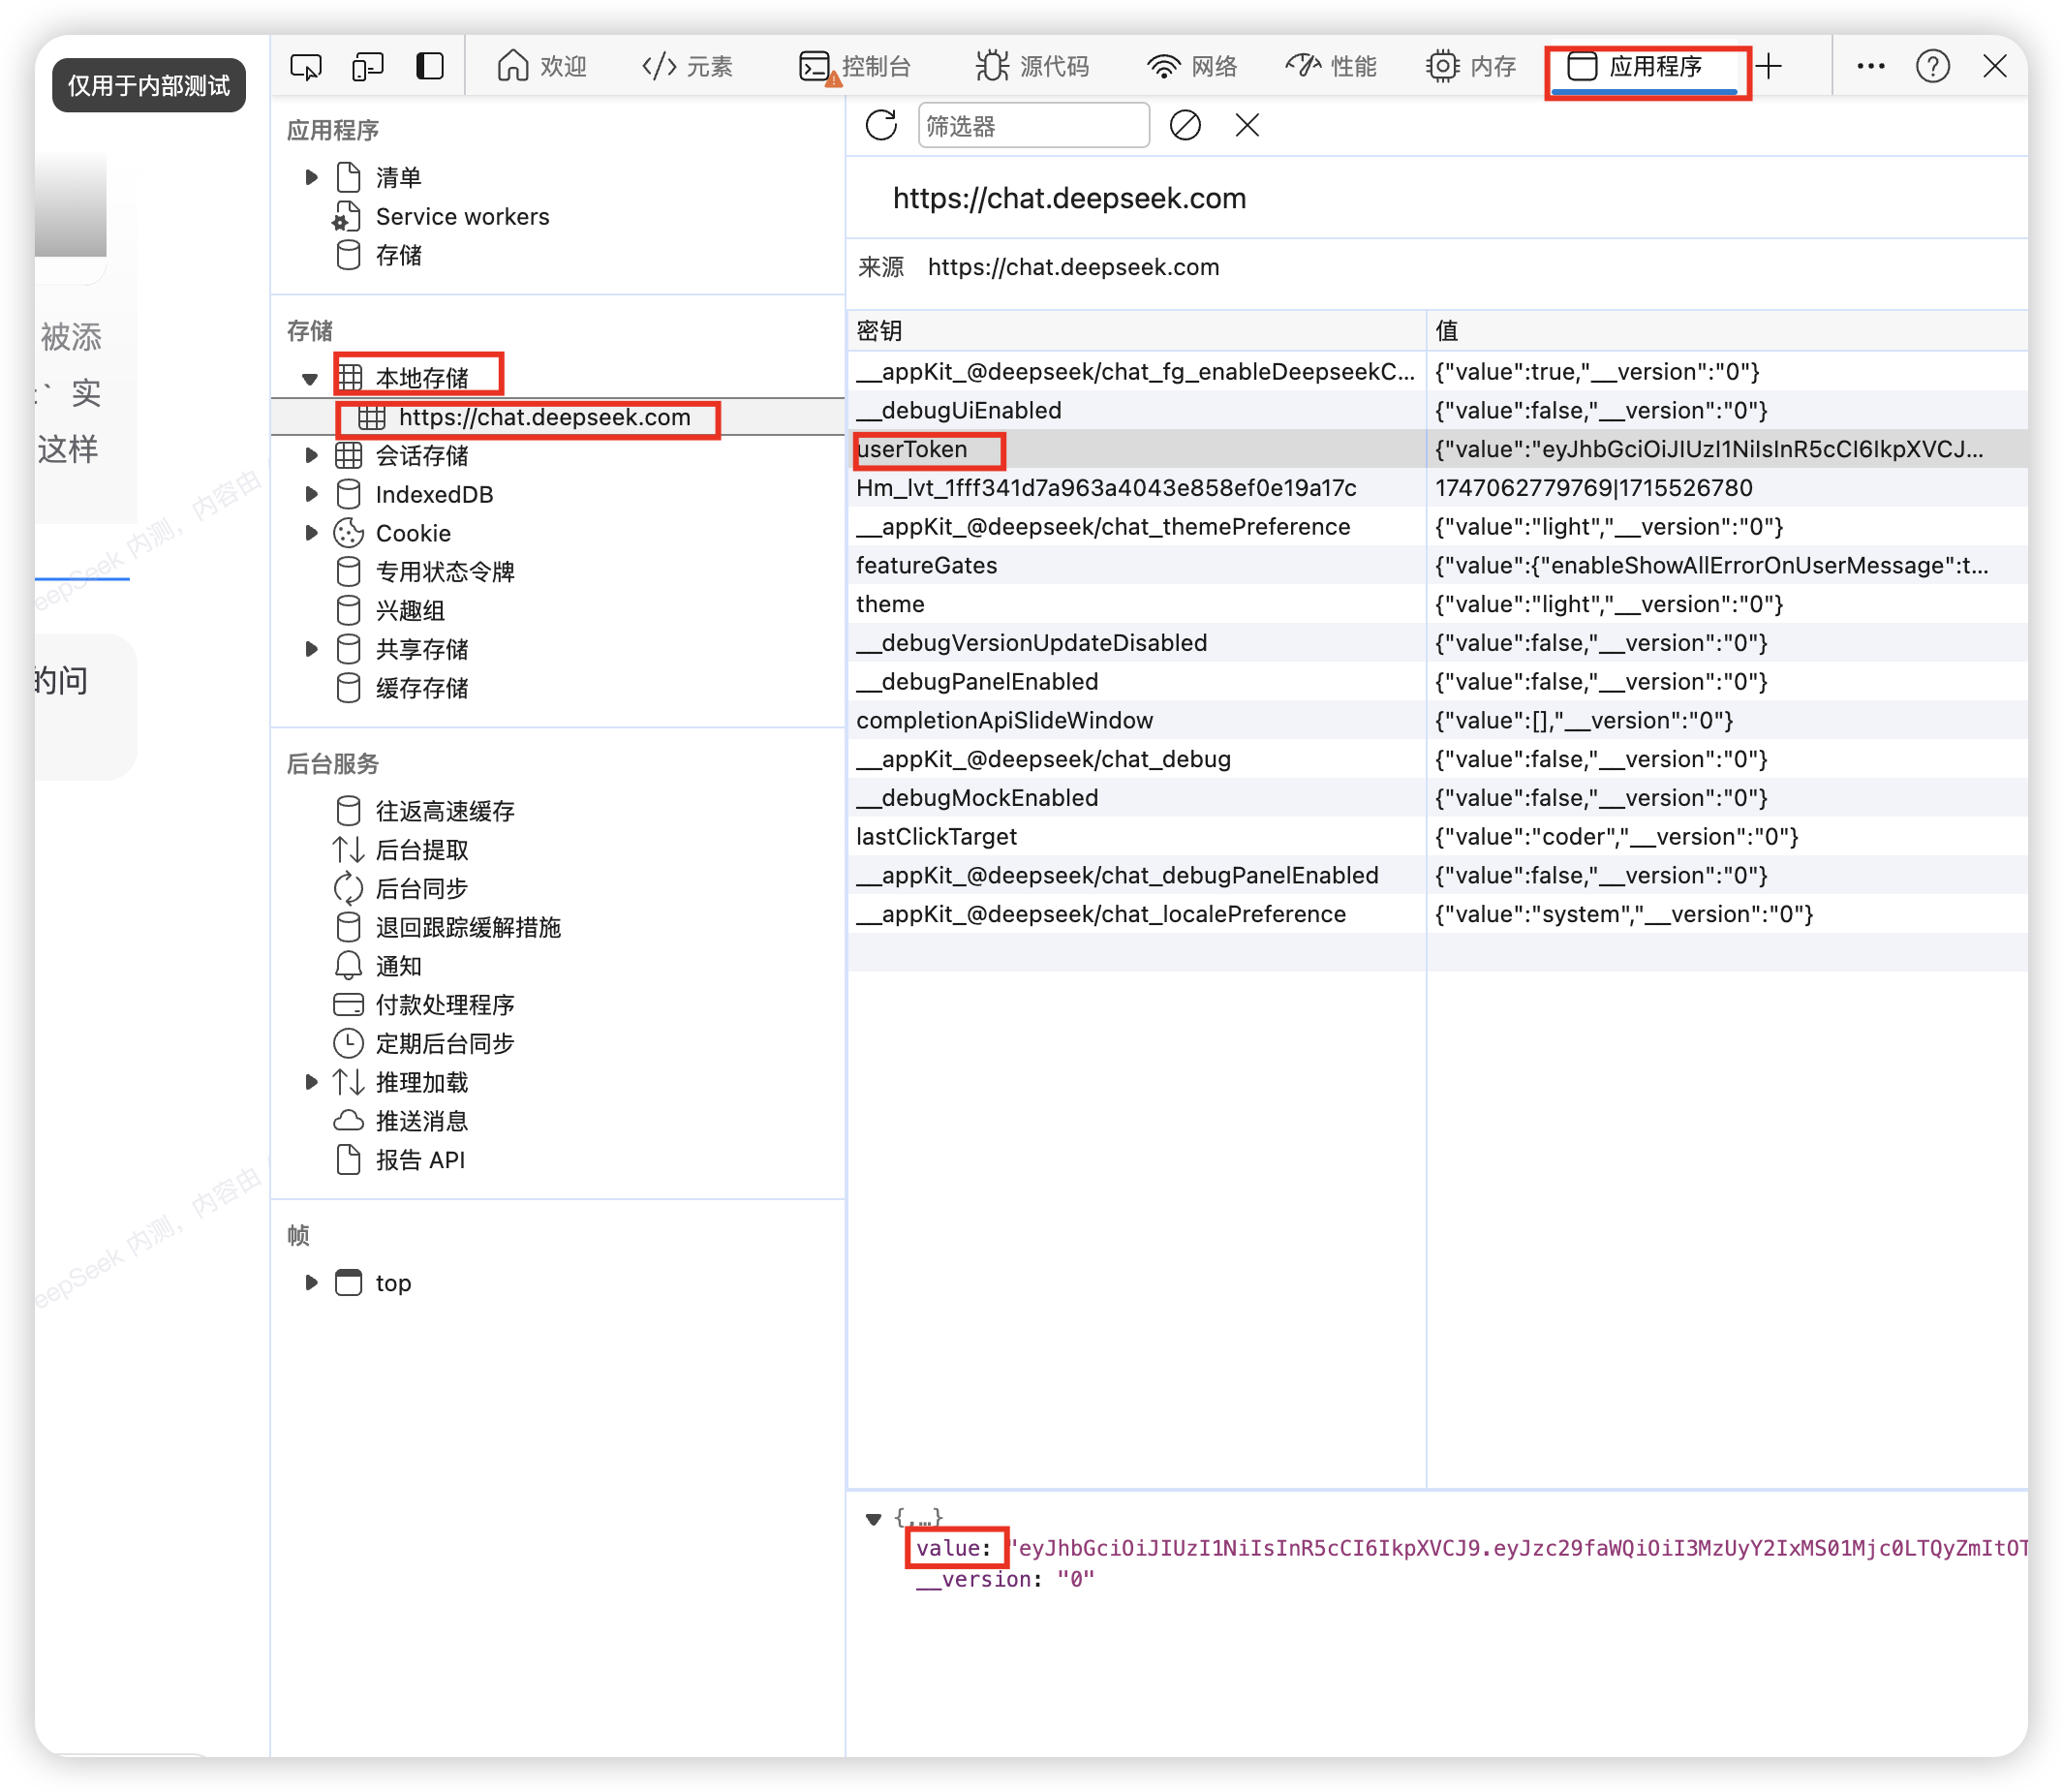 仅用于内部测试
欢迎
元素
控制台
源代码
网络
性能
内存
应用程序
被添
` 实
这样
DeepSeek 内测，内容由
的问
eepSeek 内测，内容由
应用程序
清单
Service workers
存储
存储
本地存储
https://chat.deepseek.com
会话存储
IndexedDB
Cookie
专用状态令牌
兴趣组
共享存储
缓存存储
后台服务
往返高速缓存
后台提取
后台同步
退回跟踪缓解措施
通知
付款处理程序
定期后台同步
推理加载
推送消息
报告 API
帧
top
筛选器
https://chat.deepseek.com
来源 https://chat.deepseek.com
密钥 值
__appKit_@deepseek/chat_fg_enableDeepseekC... {"value":true,"__version":"0"}
__debugUiEnabled {"value":false,"__version":"0"}
userToken {"value":"eyJhbGciOiJIUzI1NiIsInR5cCI6IkpXVCJ...
Hm_lvt_1fff341d7a963a4043e858ef0e19a17c 1747062779769|1715526780
__appKit_@deepseek/chat_themePreference {"value":"light","__version":"0"}
featureGates {"value":{"enableShowAllErrorOnUserMessage":t...
theme {"value":"light","__version":"0"}
__debugVersionUpdateDisabled {"value":false,"__version":"0"}
__debugPanelEnabled {"value":false,"__version":"0"}
completionApiSlideWindow {"value":[],"__version":"0"}
__appKit_@deepseek/chat_debug {"value":false,"__version":"0"}
__debugMockEnabled {"value":false,"__version":"0"}
lastClickTarget {"value":"coder","__version":"0"}
__appKit_@deepseek/chat_debugPanelEnabled {"value":false,"__version":"0"}
__appKit_@deepseek/chat_localePreference {"value":"system","__version":"0"}
{,…}
value: "eyJhbGciOiJIUzI1NiIsInR5cCI6IkpXVCJ9.eyJzc29faWQiOiI3MzUyY2IxMS01Mjc0LTQyZmItOT
__version: "0"